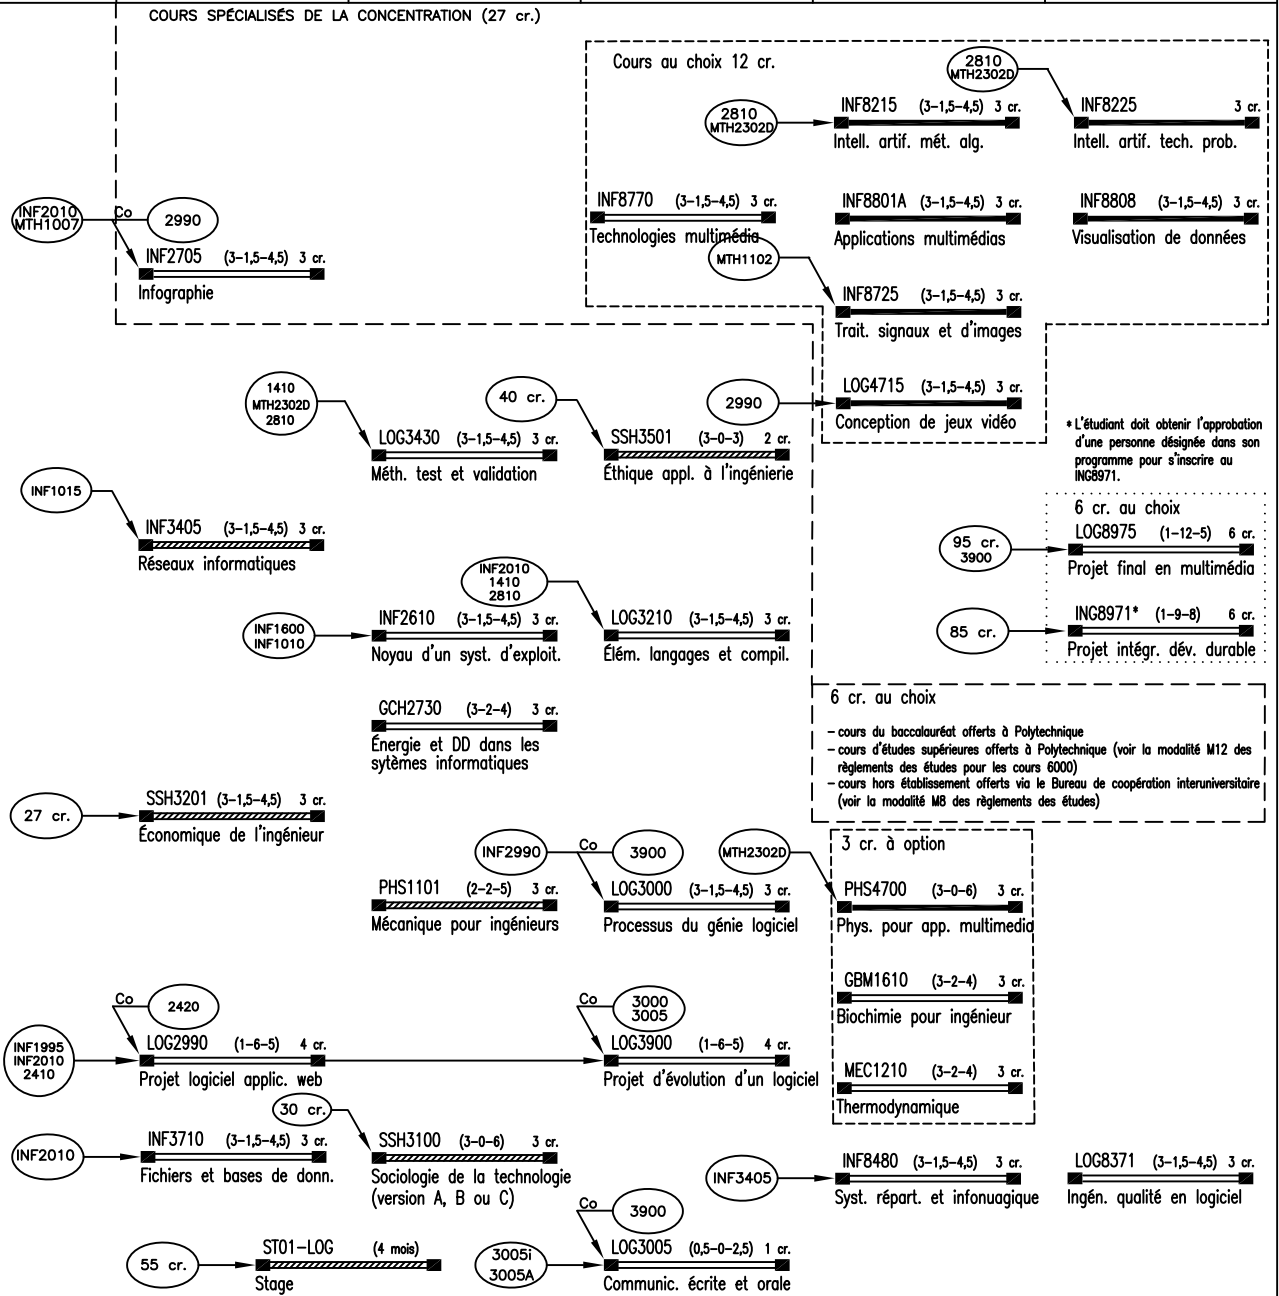 COURS SPÉCIALISÉS DE LA CONCENTRATION (27 cr.)
Cours au choix 12 cr.
2810
MTH2302D
INF8215 (3-1,5-4,5) 3 cr.
Intell. artif. mét. alg.
2810
MTH2302D
INF8225 3 cr.
Intell. artif. tech. prob.
INF8770 (3-1,5-4,5) 3 cr.
Technologies multimédia
INF8801A (3-1,5-4,5) 3 cr.
Applications multimédias
INF8808 (3-1,5-4,5) 3 cr.
Visualisation de données
INF2010
MTH1007
Co
2990
INF2705 (3-1,5-4,5) 3 cr.
Infographie
MTH1102
INF8725 (3-1,5-4,5) 3 cr.
Trait. signaux et d'images
1410
MTH2302D
2810
LOG3430 (3-1,5-4,5) 3 cr.
Méth. test et validation
40 cr.
SSH3501 (3-0-3) 2 cr.
Éthique appl. à l'ingénierie
2990
LOG4715 (3-1,5-4,5) 3 cr.
Conception de jeux vidéo
* L'étudiant doit obtenir l'approbation
d'une personne désignée dans son
programme pour s'inscrire au
ING8971.
INF1015
INF3405 (3-1,5-4,5) 3 cr.
Réseaux informatiques
6 cr. au choix
95 cr.
3900
LOG8975 (1-12-5) 6 cr.
Projet final en multimédia
INF2010
1410
2810
INF1600
INF1010
INF2610 (3-1,5-4,5) 3 cr.
Noyau d'un syst. d'exploit.
LOG3210 (3-1,5-4,5) 3 cr.
Élém. langages et compil.
85 cr.
ING8971* (1-9-8) 6 cr.
Projet intégr. dév. durable
GCH2730 (3-2-4) 3 cr.
Énergie et DD dans les
sytèmes informatiques
6 cr. au choix
- cours du baccalauréat offerts à Polytechnique
- cours d'études supérieures offerts à Polytechnique (voir la modalité M12 des
règlements des études pour les cours 6000)
- cours hors établissement offerts via le Bureau de coopération interuniversitaire
(voir la modalité M8 des règlements des études)
27 cr.
SSH3201 (3-1,5-4,5) 3 cr.
Économique de l'ingénieur
INF2990
Co
3900
MTH2302D
3 cr. à option
PHS1101 (2-2-5) 3 cr.
Mécanique pour ingénieurs
LOG3000 (3-1,5-4,5) 3 cr.
Processus du génie logiciel
PHS4700 (3-0-6) 3 cr.
Phys. pour app. multimedia
GBM1610 (3-2-4) 3 cr.
Biochimie pour ingénieur
Co
2420
INF1995
INF2010
2410
LOG2990 (1-6-5) 4 cr.
Projet logiciel applic. web
Co
3000
3005
LOG3900 (1-6-5) 4 cr.
Projet d'évolution d'un logiciel
MEC1210 (3-2-4) 3 cr.
Thermodynamique
30 cr.
INF2010
INF3710 (3-1,5-4,5) 3 cr.
Fichiers et bases de donn.
SSH3100 (3-0-6) 3 cr.
Sociologie de la technologie
(version A, B ou C)
INF3405
INF8480 (3-1,5-4,5) 3 cr.
Syst. répart. et infonuagique
LOG8371 (3-1,5-4,5) 3 cr.
Ingén. qualité en logiciel
Co
3900
55 cr.
ST01-LOG (4 mois)
Stage
3005i
3005A
LOG3005 (0,5-0-2,5) 1 cr.
Communic. écrite et orale